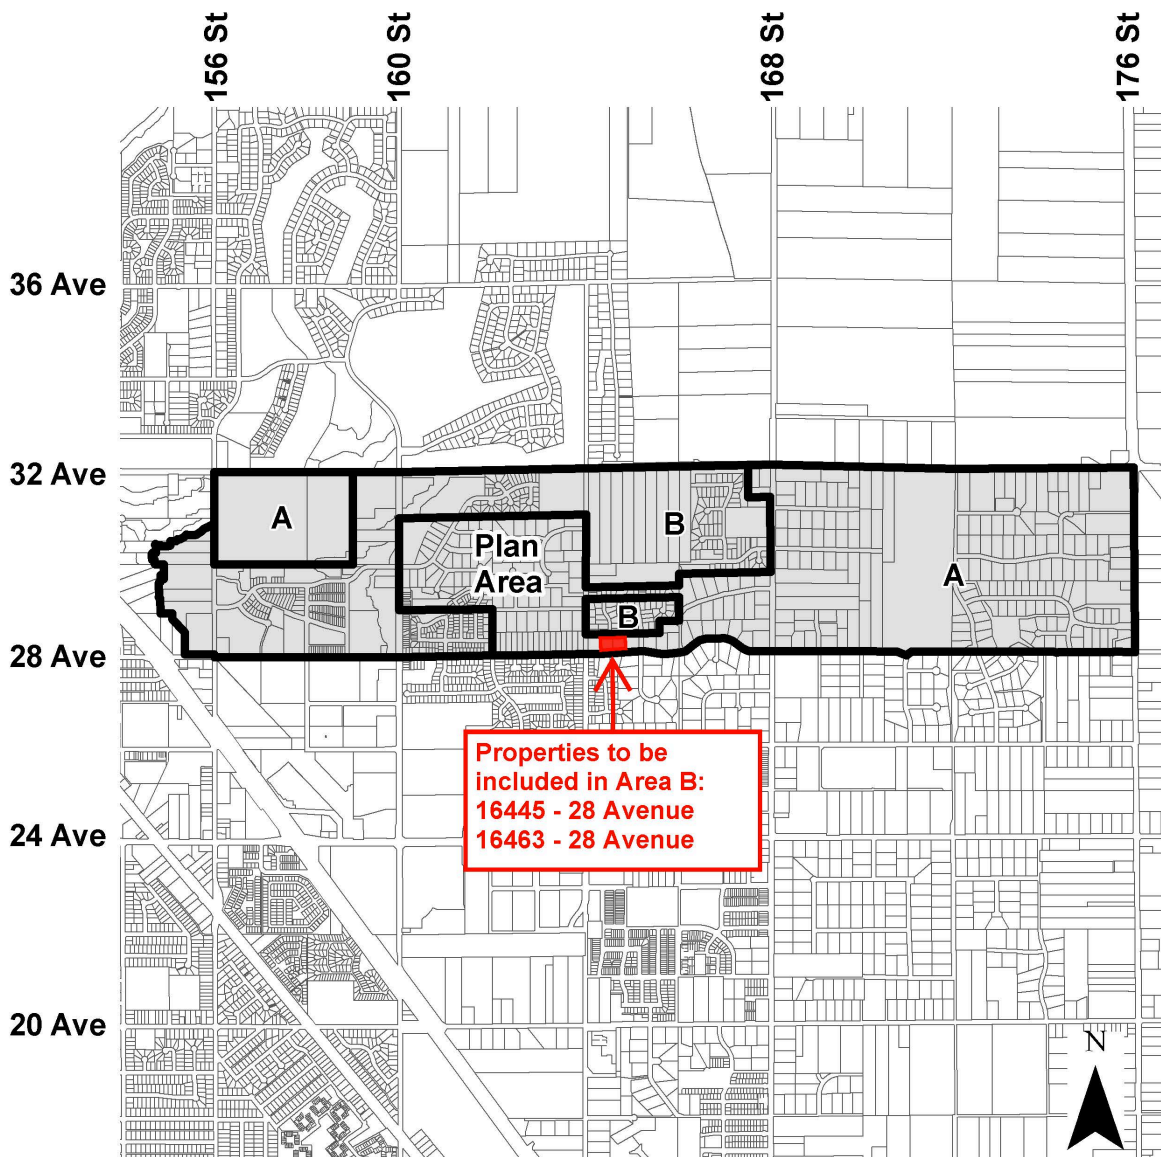 156 St
160 St
168 St
176 St
36 Ave
32 Ave
A
B
Plan
Area
A
B
28 Ave
Properties to be
included in Area B:
16445 - 28 Avenue
16463 - 28 Avenue
24 Ave
20 Ave
N